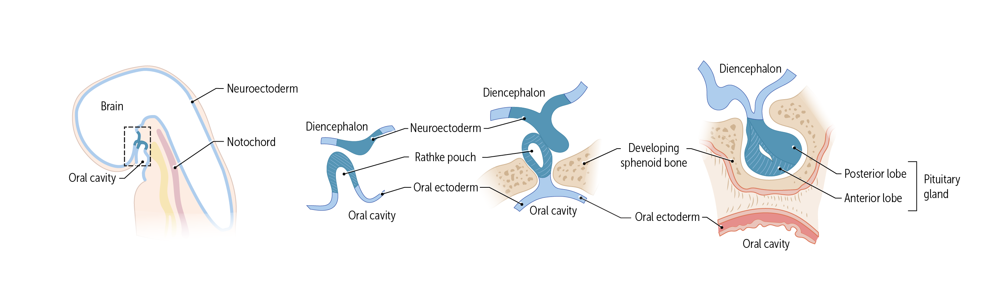 Neuroectoderm
Brain
Notochord
Oral cavity
Diencephalon
Oral cavity
Neuroectoderm
Rathke pouch
Oral ectoderm
Diencephalon
Oral cavity
Developing
sphenoid bone
Oral ectoderm
Diencephalon
Oral cavity
Posterior lobe
Anterior lobe
Pituitary
gland